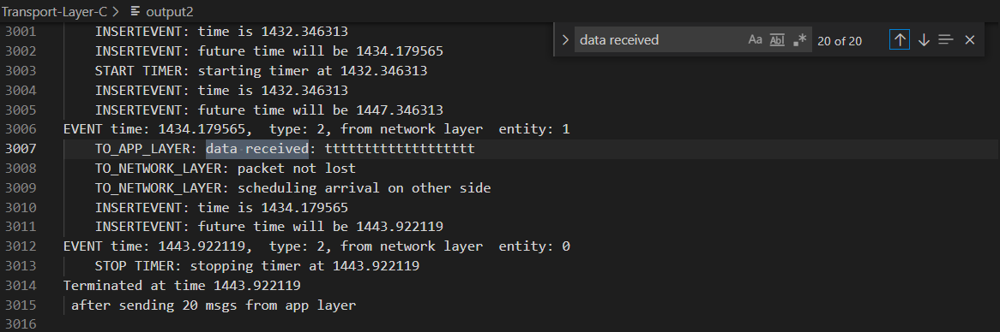 Transport-Layer-C > output2
data received
Aa Ab .* 20 of 20
3001 INSERTEVENT: time is 1432.346313
3002 INSERTEVENT: future time will be 1434.179565
3003 START TIMER: starting timer at 1432.346313
3004 INSERTEVENT: time is 1432.346313
3005 INSERTEVENT: future time will be 1447.346313
3006 EVENT time: 1434.179565,  type: 2, from network layer  entity: 1
3007 TO_APP_LAYER: data received: ttttttttttttttttttt
3008 TO_NETWORK_LAYER: packet not lost
3009 TO_NETWORK_LAYER: scheduling arrival on other side
3010 INSERTEVENT: time is 1434.179565
3011 INSERTEVENT: future time will be 1443.922119
3012 EVENT time: 1443.922119,  type: 2, from network layer  entity: 0
3013 STOP TIMER: stopping timer at 1443.922119
3014 Terminated at time 1443.922119
3015 after sending 20 msgs from app layer
3016